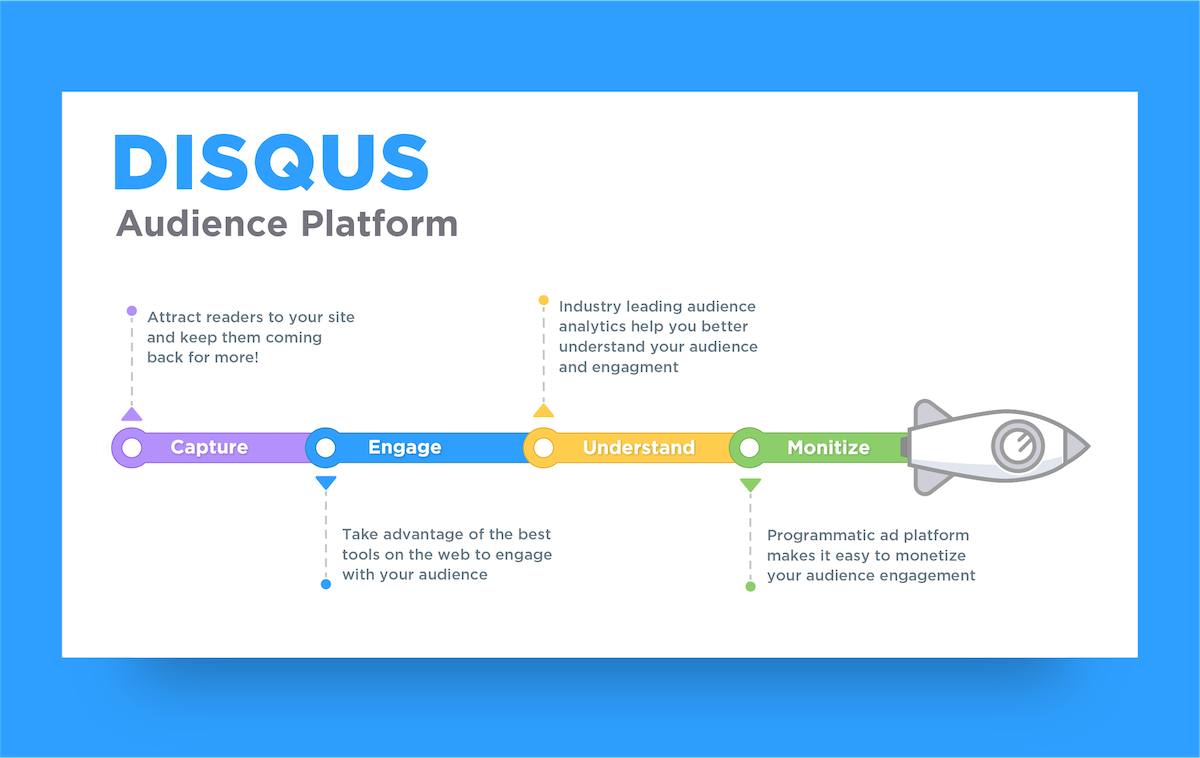 DISQUS
Audience Platform
Attract readers to your site
and keep them coming
back for more!
Industry leading audience
analytics help you better
understand your audience
and engagment
Capture
Engage
Understand
Monitize
Take advantage of the best
tools on the web to engage
with your audience
Programmatic ad platform
makes it easy to monetize
your audience engagement